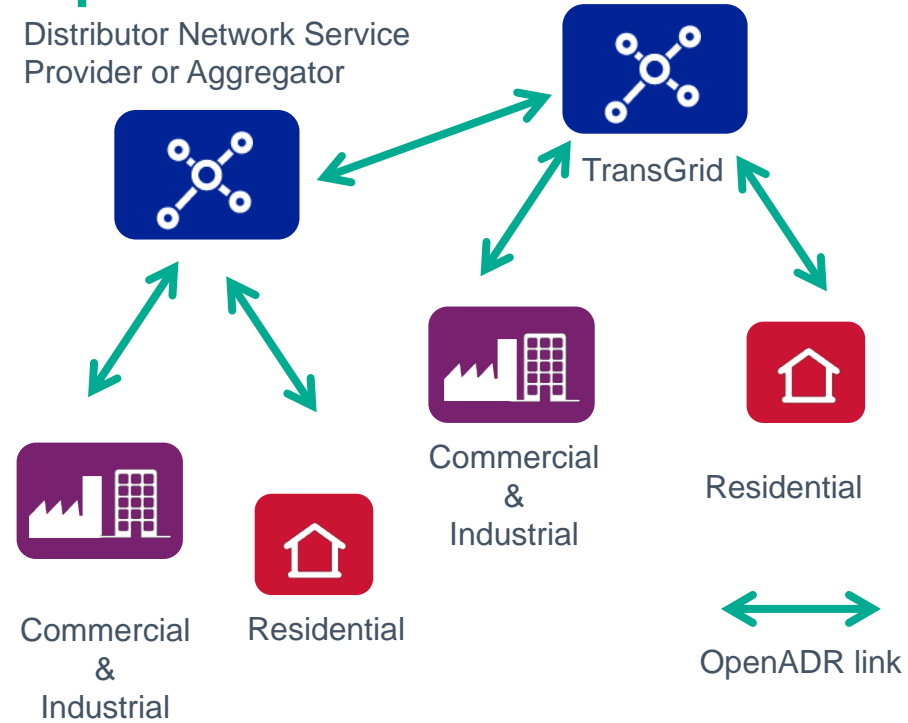 Distributor Network Service
Provider or Aggregator
TransGrid
Commercial
&
Industrial
Residential
Commercial
&
Industrial
Residential
OpenADR link